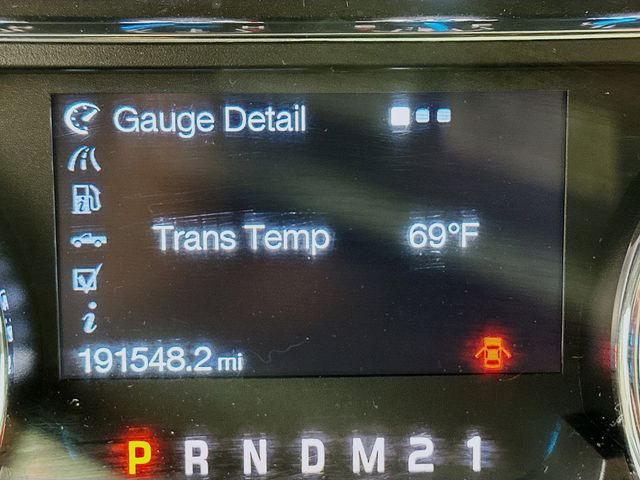 Gauge Detail
Trans Temp 69°F
191548.2 mi
P R N D M 2 1